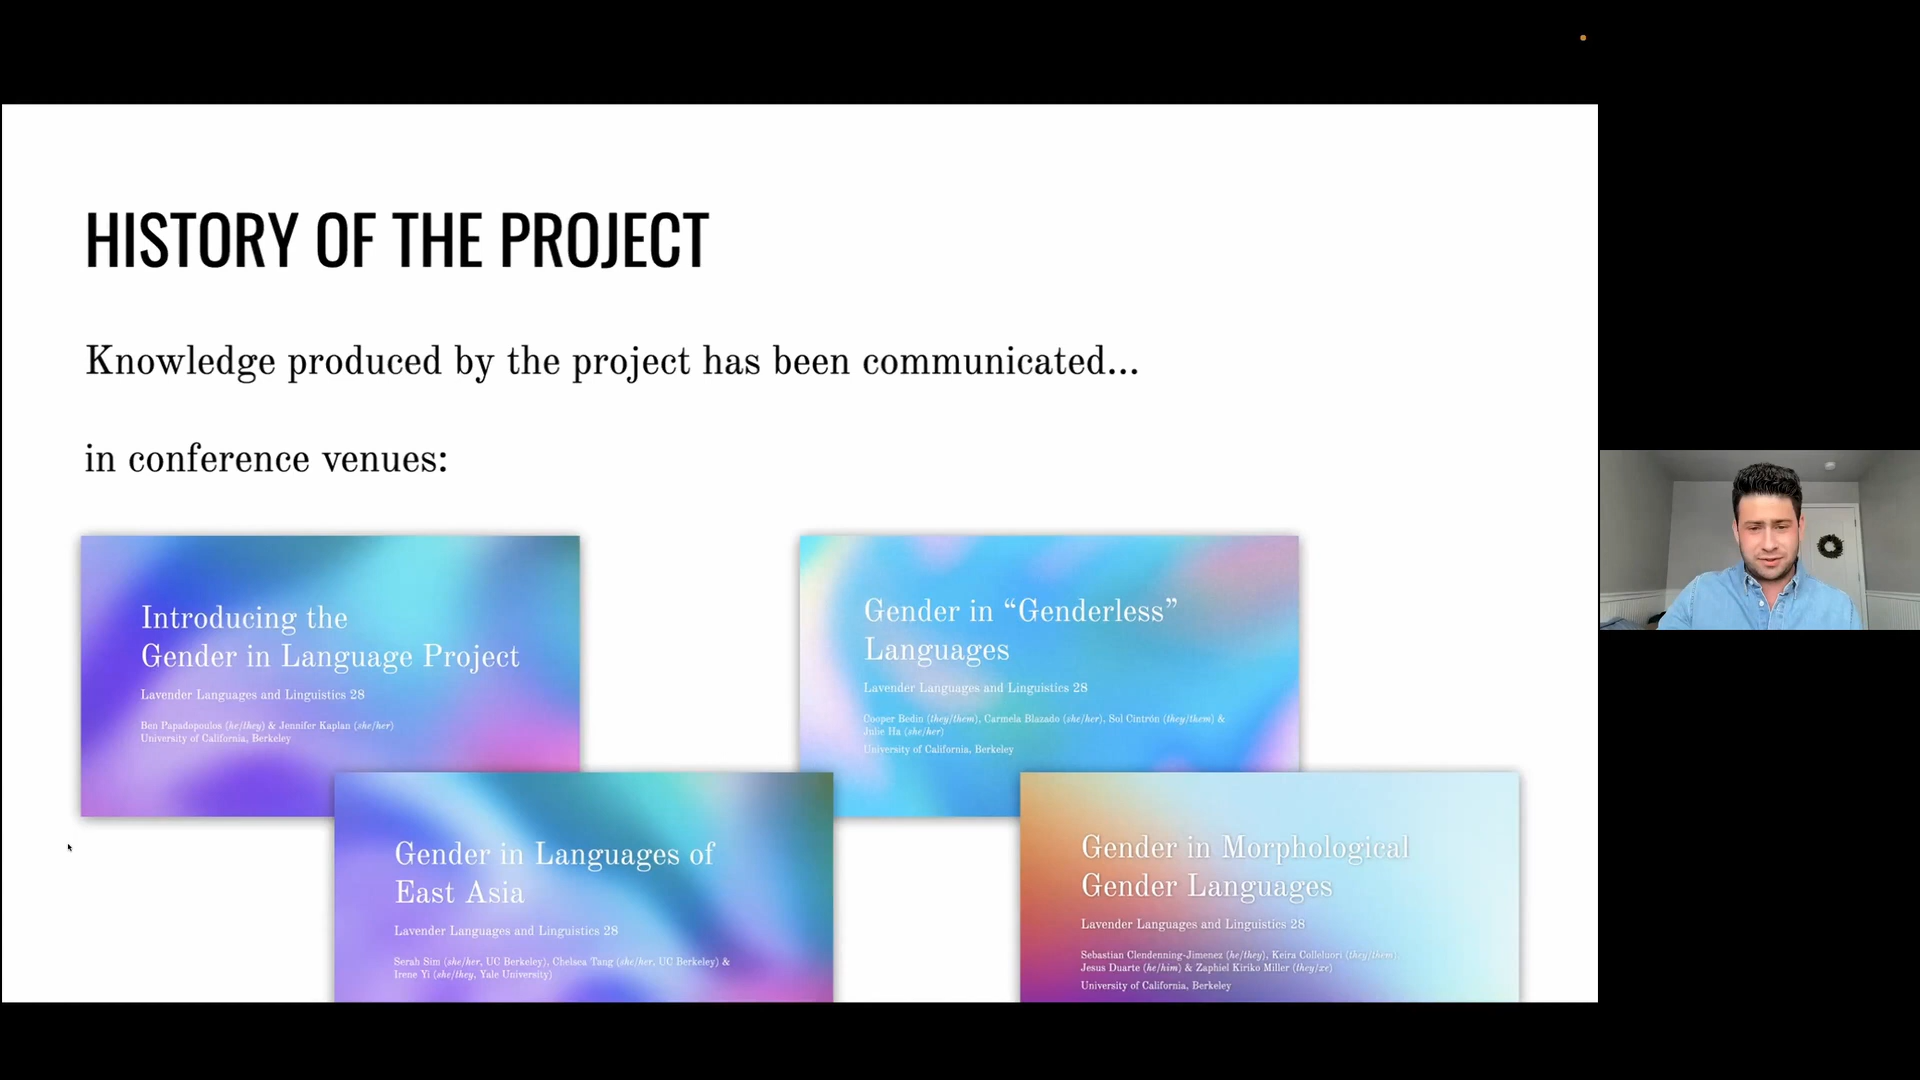 HISTORY OF THE PROJECT
Knowledge produced by the project has been communicated...
in conference venues:
Introducing the
Gender in Language Project
Lavender Languages and Linguistics 28
Ben Papadopoulos (he/they) & Jennifer Kaplan (she/her)
University of California, Berkeley
Gender in “Genderless”
Languages
Lavender Languages and Linguistics 28
Cooper Bedin (they/them), Carmela Blazado (she/her), Sol Cintrón (they/them) &
Julie Ha (she/her)
University of California, Berkeley
Gender in Languages of
East Asia
Lavender Languages and Linguistics 28
Serah Sim (she/her, UC Berkeley), Chelsea Tang (she/her, UC Berkeley) &
Irene Yi (she/they, Yale University)
Gender in Morphological
Gender Languages
Lavender Languages and Linguistics 28
Sebastian Clendenning-Jimenez (he/they), Keira Colleluori (they/them),
Jesus Duarte (he/him) & Zaphiel Kiriko Miller (they/xe)
University of California, Berkeley